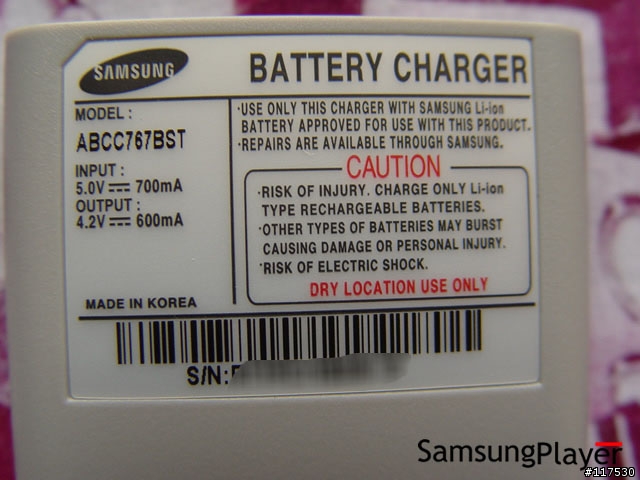 SAMSUNG
BATTERY CHARGER
MODEL :
ABCC767BST
INPUT :
5.0V ⎓ 700mA
OUTPUT :
4.2V ⎓ 600mA
MADE IN KOREA
·USE ONLY THIS CHARGER WITH SAMSUNG Li-ion
BATTERY APPROVED FOR USE WITH THIS PRODUCT.
·REPAIRS ARE AVAILABLE THROUGH SAMSUNG.
CAUTION
·RISK OF INJURY. CHARGE ONLY Li-ion
TYPE RECHARGEABLE BATTERIES.
·OTHER TYPES OF BATTERIES MAY BURST
CAUSING DAMAGE OR PERSONAL INJURY.
·RISK OF ELECTRIC SHOCK.
DRY LOCATION USE ONLY
S/N:
SamsungPlayer
#117530